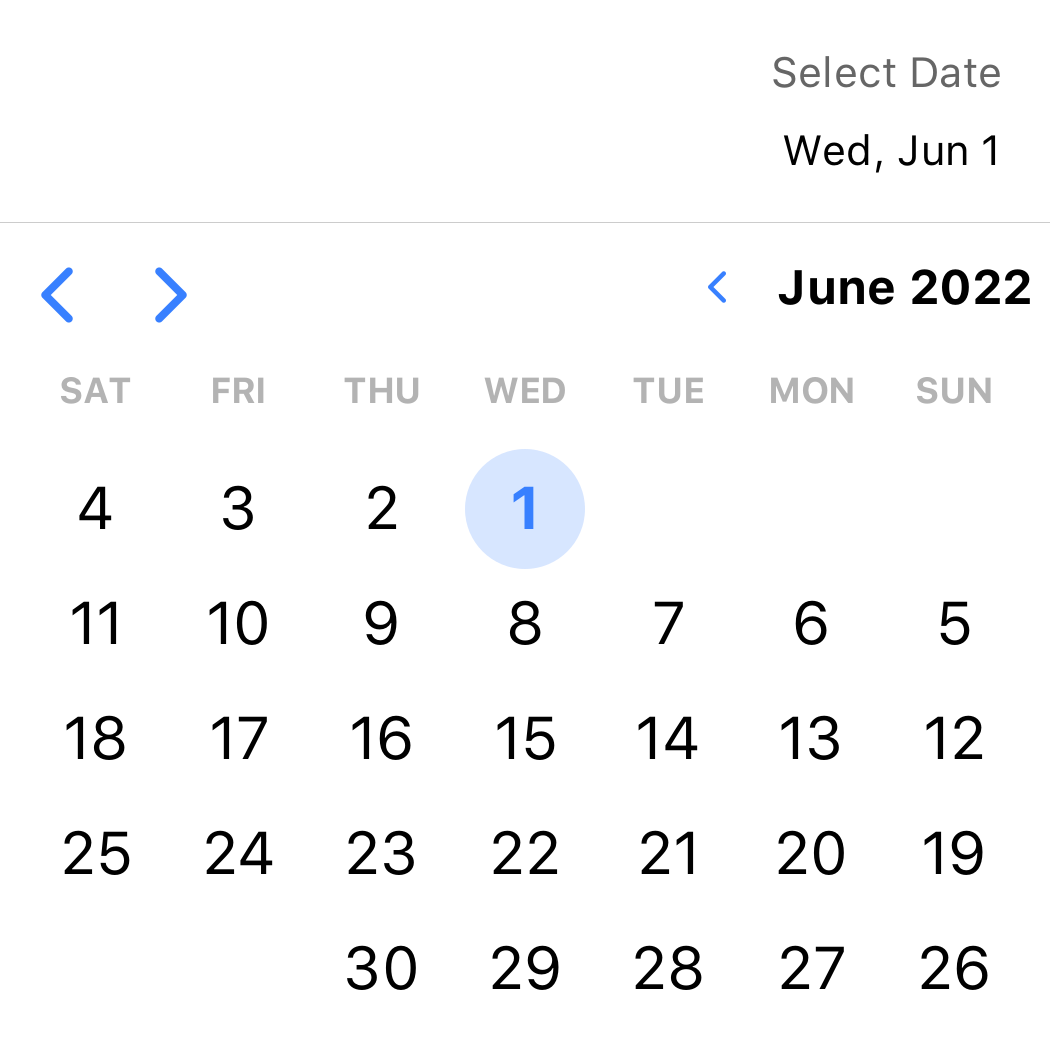 Select Date
Wed, Jun 1
June 2022
SAT FRI THU WED TUE MON SUN
4 3 2 1
11 10 9 8 7 6 5
18 17 16 15 14 13 12
25 24 23 22 21 20 19
30 29 28 27 26